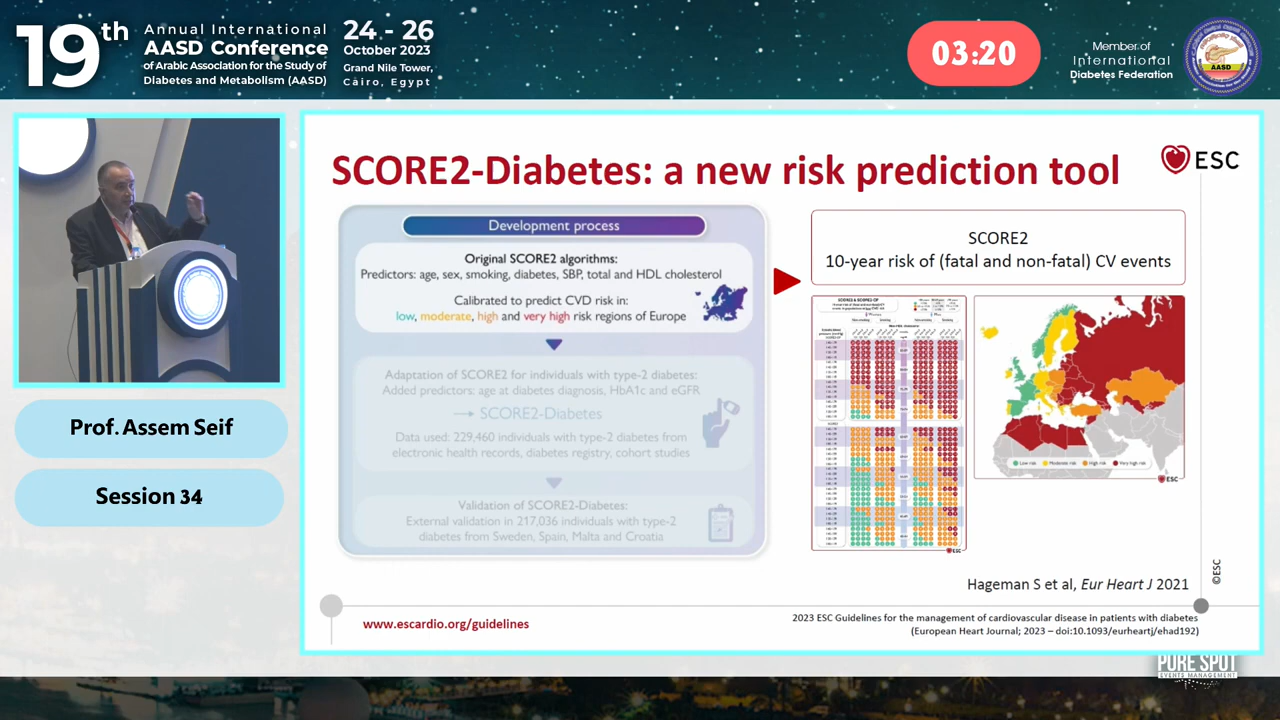 19th
Annual International
AASD Conference
of Arabic Association for the Study of
Diabetes and Metabolism (AASD)
24 - 26
October 2023
Grand Nile Tower,
Cairo, Egypt
03:20
Member of
International
Diabetes Federation
AASD
SCORE2-Diabetes: a new risk prediction tool
ESC
Development process
Original SCORE2 algorithms:
Predictors: age, sex, smoking, diabetes, SBP, total and HDL cholesterol
Calibrated to predict CVD risk in:
low, moderate, high and very high risk regions of Europe
Adaptation of SCORE2 for individuals with type-2 diabetes:
Added predictors: age at diabetes diagnosis, HbA1c and eGFR
→ SCORE2-Diabetes
Data used: 229,460 individuals with type-2 diabetes from
electronic health records, diabetes registry, cohort studies
Validation of SCORE2-Diabetes:
External validation in 217,036 individuals with type-2
diabetes from Sweden, Spain, Malta and Croatia
SCORE2
10-year risk of (fatal and non-fatal) CV events
Low risk Moderate risk High risk Very high risk
ESC
ESC
Hageman S et al, Eur Heart J 2021
©ESC
www.escardio.org/guidelines
2023 ESC Guidelines for the management of cardiovascular disease in patients with diabetes
(European Heart Journal; 2023 – doi:10.1093/eurheartj/ehad192)
Prof. Assem Seif
Session 34
PURE SPOT
EVENTS MANAGEMENT